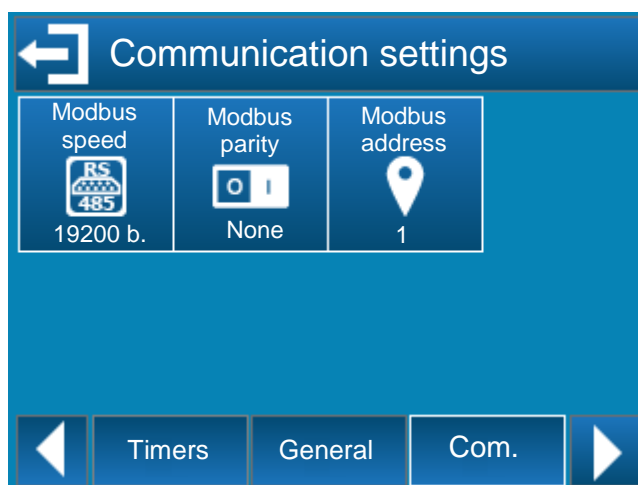 Communication settings
Modbus speed
RS
485
19200 b.
Modbus parity
O I
None
Modbus address
1
Timers
General
Com.